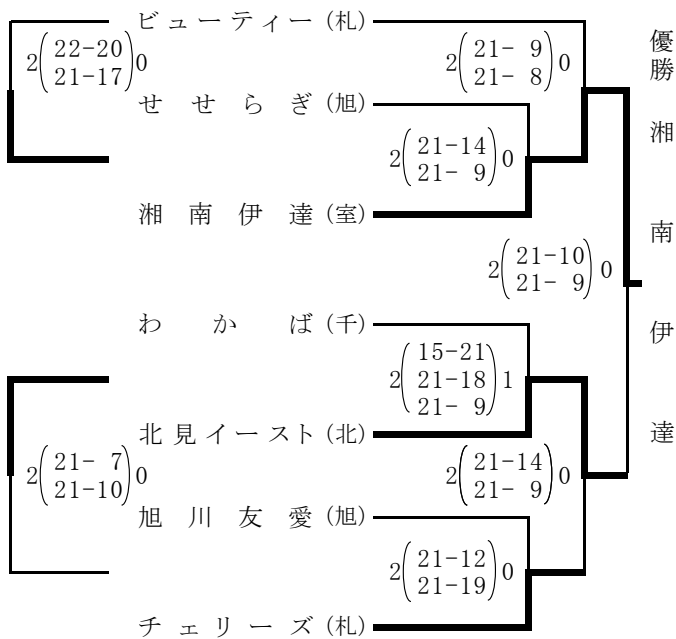 ビューティー (札)
2(22-20 21-17)0
2(21- 9 21- 8)0
せせらぎ (旭)
2(21-14 21- 9)0
湘南伊達 (室)
2(21-10 21- 9)0
わかば (千)
2(15-21 21-18 21- 9)1
北見イースト (北)
2(21- 7 21-10)0
2(21-14 21- 9)0
旭川友愛 (旭)
2(21-12 21-19)0
チェリーズ (札)
優勝 湘南伊達